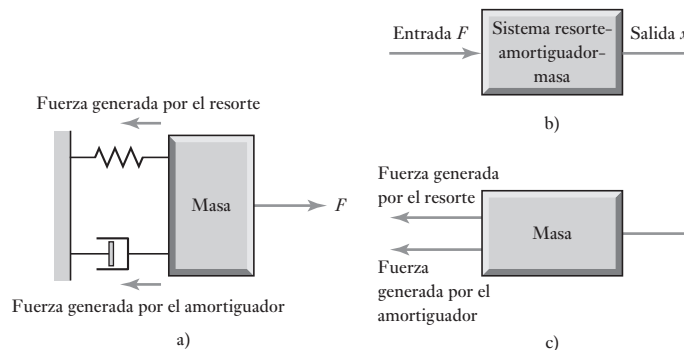 Fuerza generada por el resorte
Masa
F
Fuerza generada por el amortiguador
a)
Entrada F
Sistema resorte-
amortiguador-
masa
Salida x
b)
Fuerza generada
por el resorte
Masa
Fuerza
generada por el
amortiguador
c)